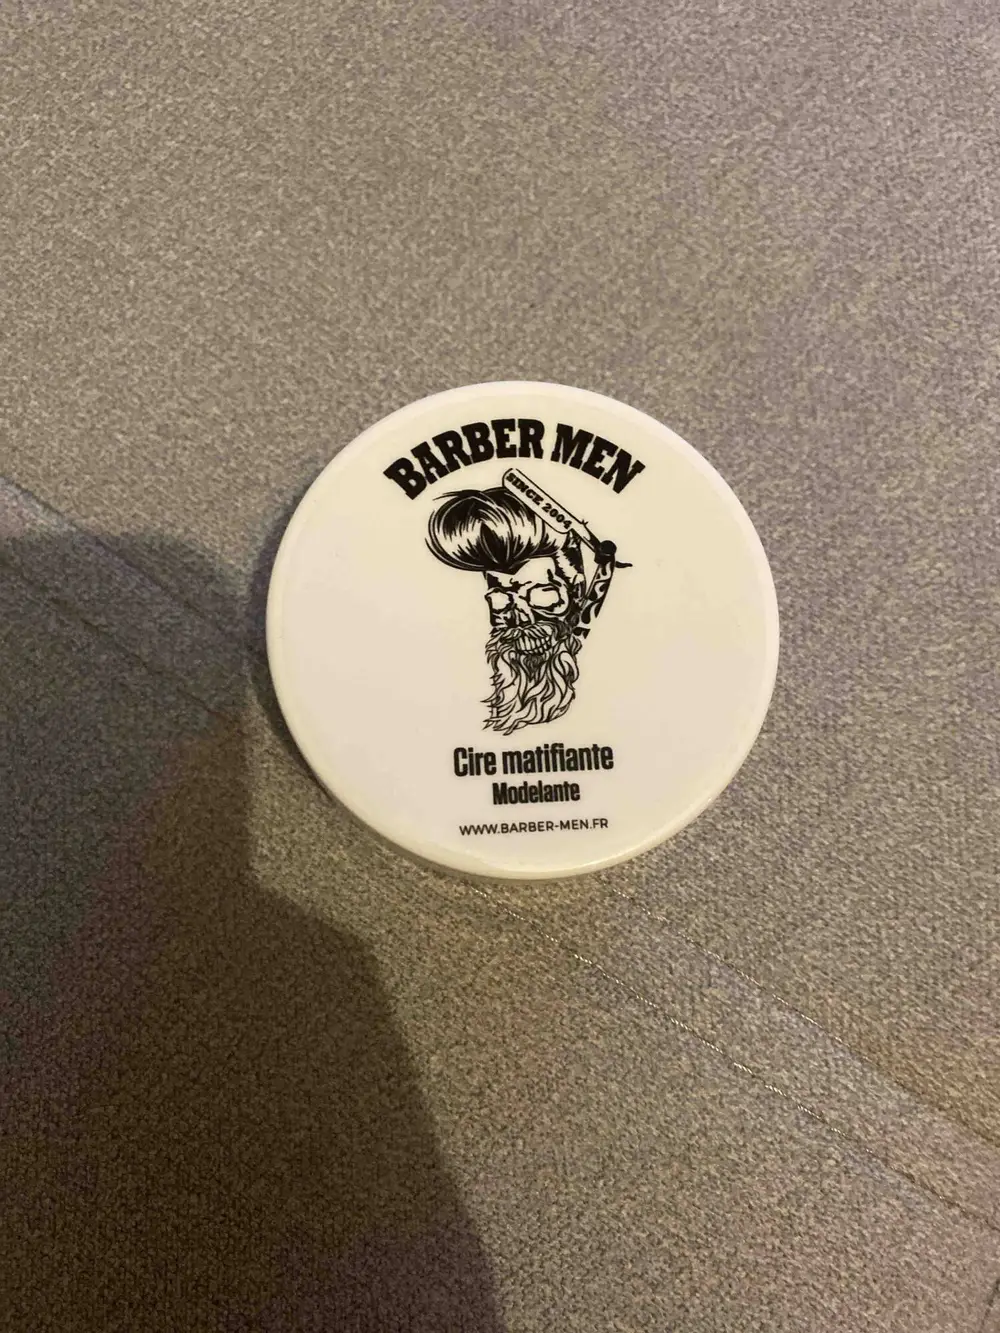 BARBER MEN
SINCE 2004
Cire matifiante
Modelante
WWW.BARBER-MEN.FR